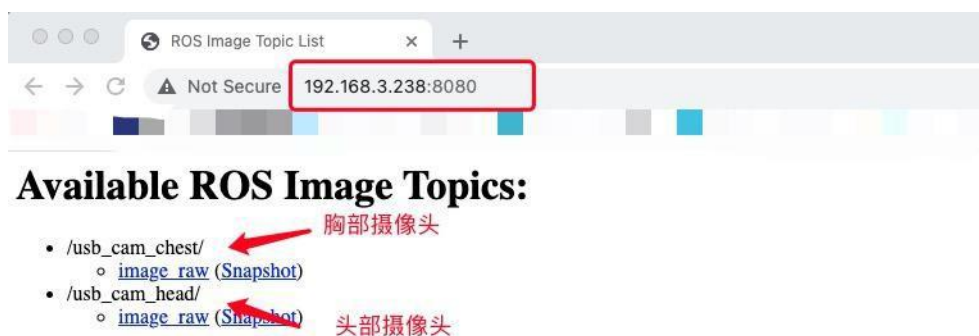 ROS Image Topic List
Not Secure 192.168.3.238:8080
Available ROS Image Topics:
胸部摄像头
/usb_cam_chest/
image_raw (Snapshot)
/usb_cam_head/
image_raw (Snapshot)
头部摄像头